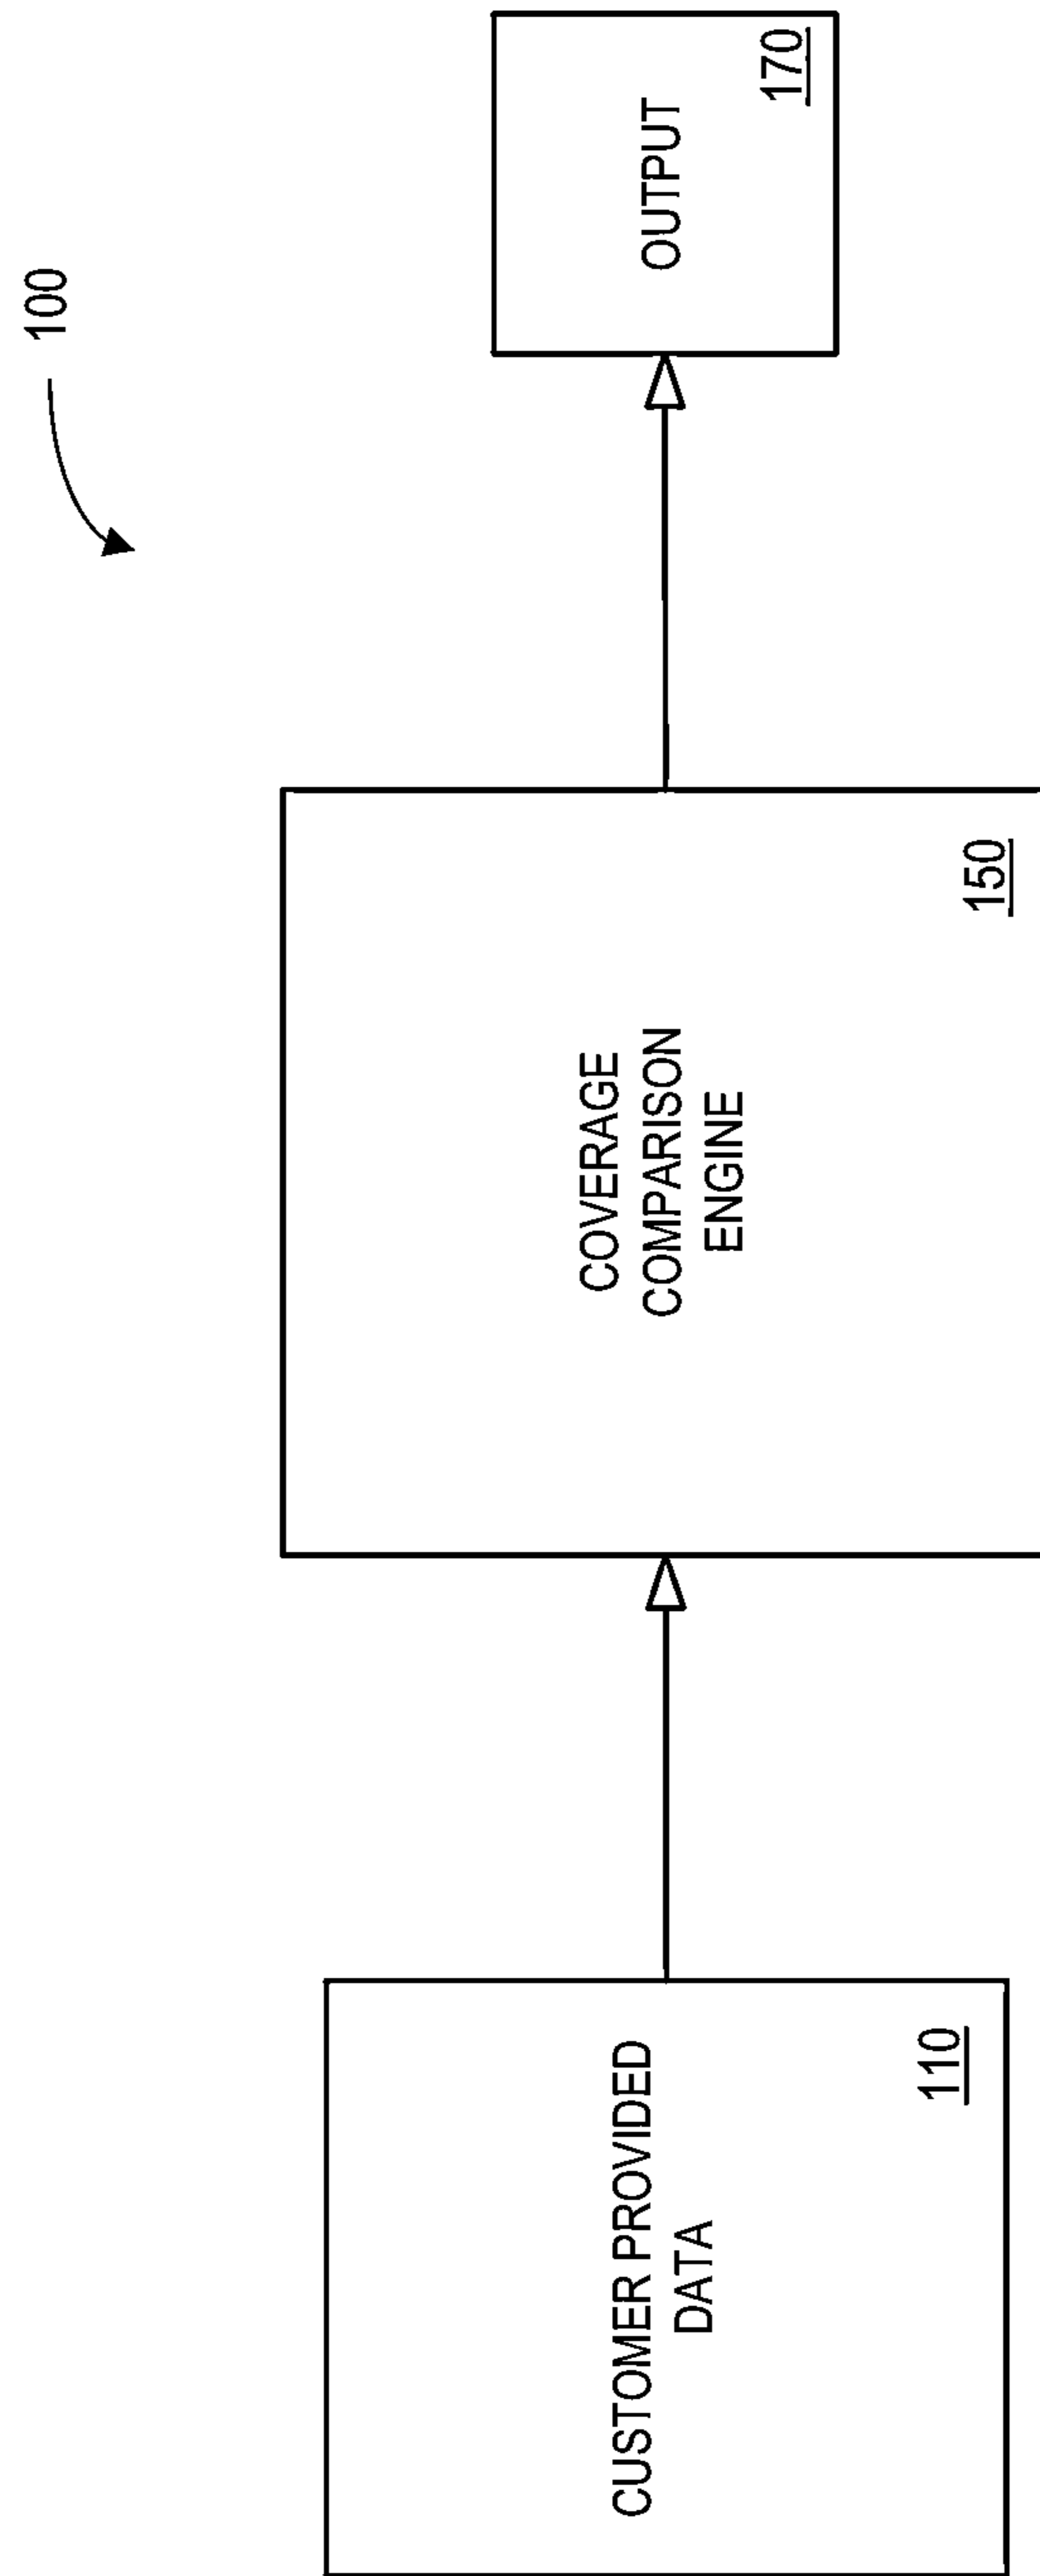 100
CUSTOMER PROVIDED
DATA
110
COVERAGE
COMPARISON
ENGINE
150
OUTPUT
170